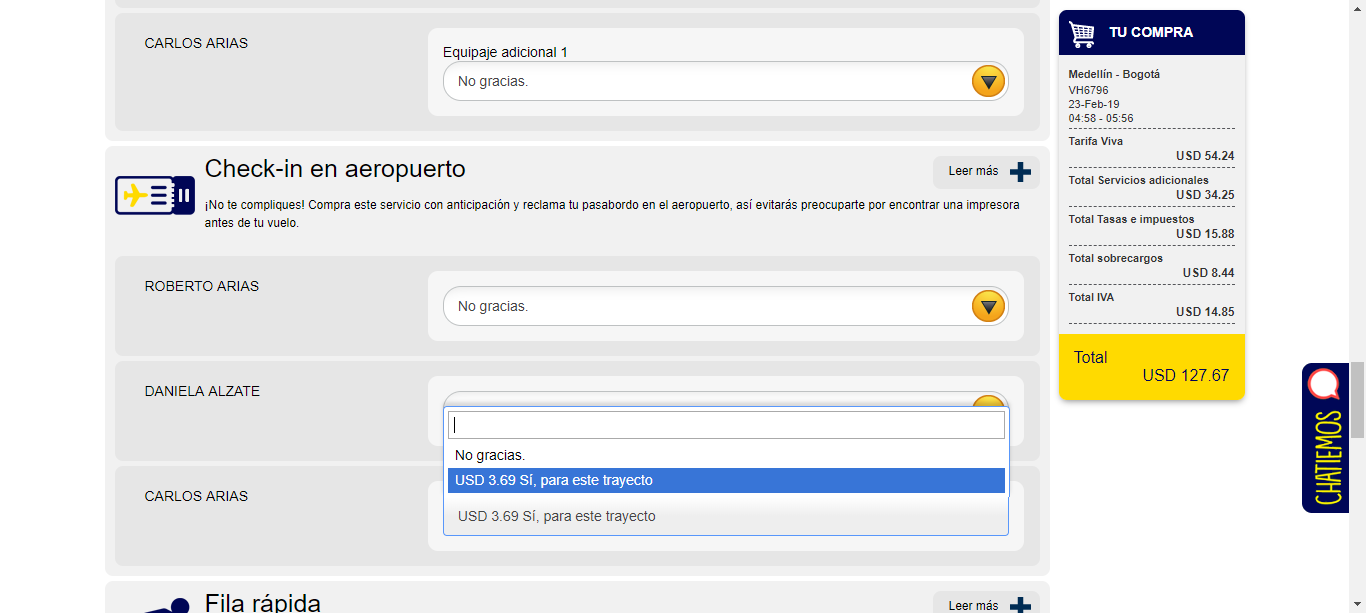 CARLOS ARIAS
Equipaje adicional 1
No gracias.
Check-in en aeropuerto
Leer más
¡No te compliques! Compra este servicio con anticipación y reclama tu pasabordo en el aeropuerto, así evitarás preocuparte por encontrar una impresora
antes de tu vuelo.
ROBERTO ARIAS
No gracias.
DANIELA ALZATE
No gracias.
USD 3.69 Sí, para este trayecto
CARLOS ARIAS
USD 3.69 Sí, para este trayecto
Fila rápida
Leer más
TU COMPRA
Medellín - Bogotá
VH6796
23-Feb-19
04:58 - 05:56
Tarifa Viva
USD 54.24
Total Servicios adicionales
USD 34.25
Total Tasas e impuestos
USD 15.88
Total sobrecargos
USD 8.44
Total IVA
USD 14.85
Total
USD 127.67
CHATIEMOS